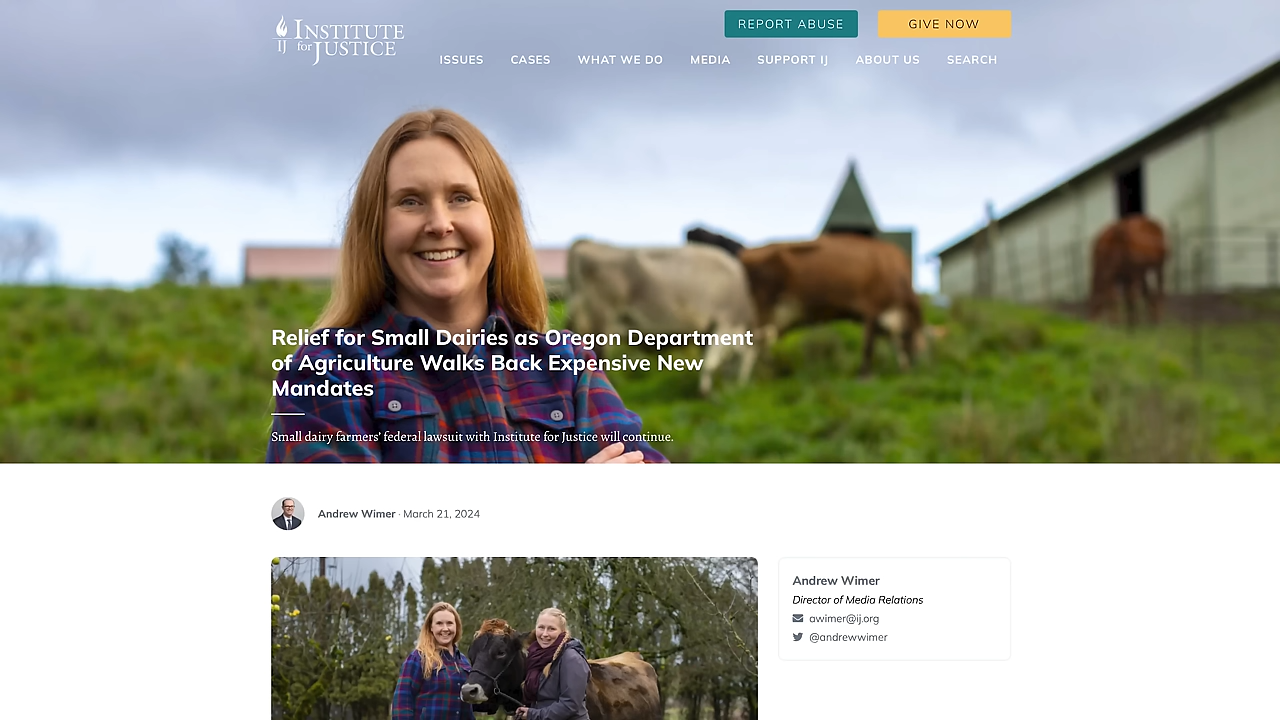 INSTITUTE
for JUSTICE
IJ
REPORT ABUSE
GIVE NOW
ISSUES
CASES
WHAT WE DO
MEDIA
SUPPORT IJ
ABOUT US
SEARCH
Relief for Small Dairies as Oregon Department
of Agriculture Walks Back Expensive New
Mandates
Small dairy farmers' federal lawsuit with Institute for Justice will continue.
Andrew Wimer · March 21, 2024
Andrew Wimer
Director of Media Relations
awimer@ij.org
@andrewwimer